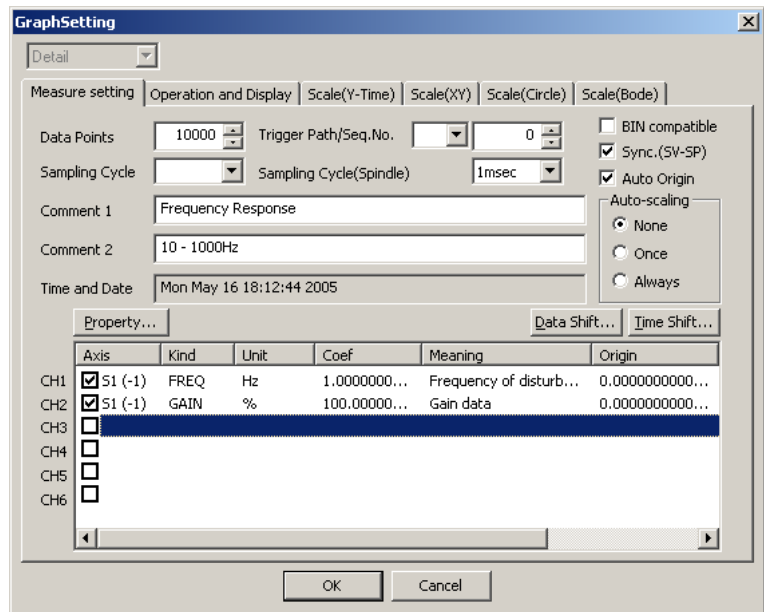 GraphSetting
Detail
Measure setting Operation and Display Scale(Y-Time) Scale(XY) Scale(Circle) Scale(Bode)
Data Points 10000 Trigger Path/Seq.No. 0 BIN compatible
Sync.(SV-SP)
Sampling Cycle Sampling Cycle(Spindle) 1msec Auto Origin
Comment 1 Frequency Response Auto-scaling
None
Comment 2 10 - 1000Hz Once
Time and Date Mon May 16 18:12:44 2005 Always
Property... Data Shift... Time Shift...
Axis Kind Unit Coef Meaning Origin
CH1 S1 (-1) FREQ Hz 1.0000000... Frequency of disturb... 0.0000000000...
CH2 S1 (-1) GAIN % 100.00000... Gain data 0.0000000000...
CH3
CH4
CH5
CH6
OK Cancel